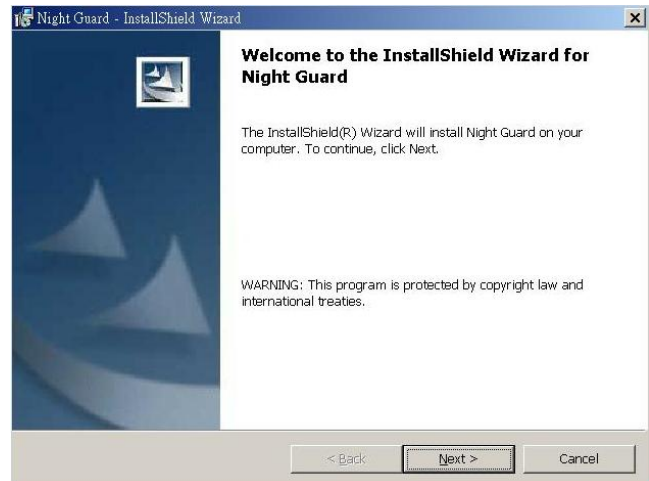 Night Guard - InstallShield Wizard
Welcome to the InstallShield Wizard for
Night Guard
The InstallShield(R) Wizard will install Night Guard on your
computer. To continue, click Next.
WARNING: This program is protected by copyright law and
international treaties.
< Back Next > Cancel